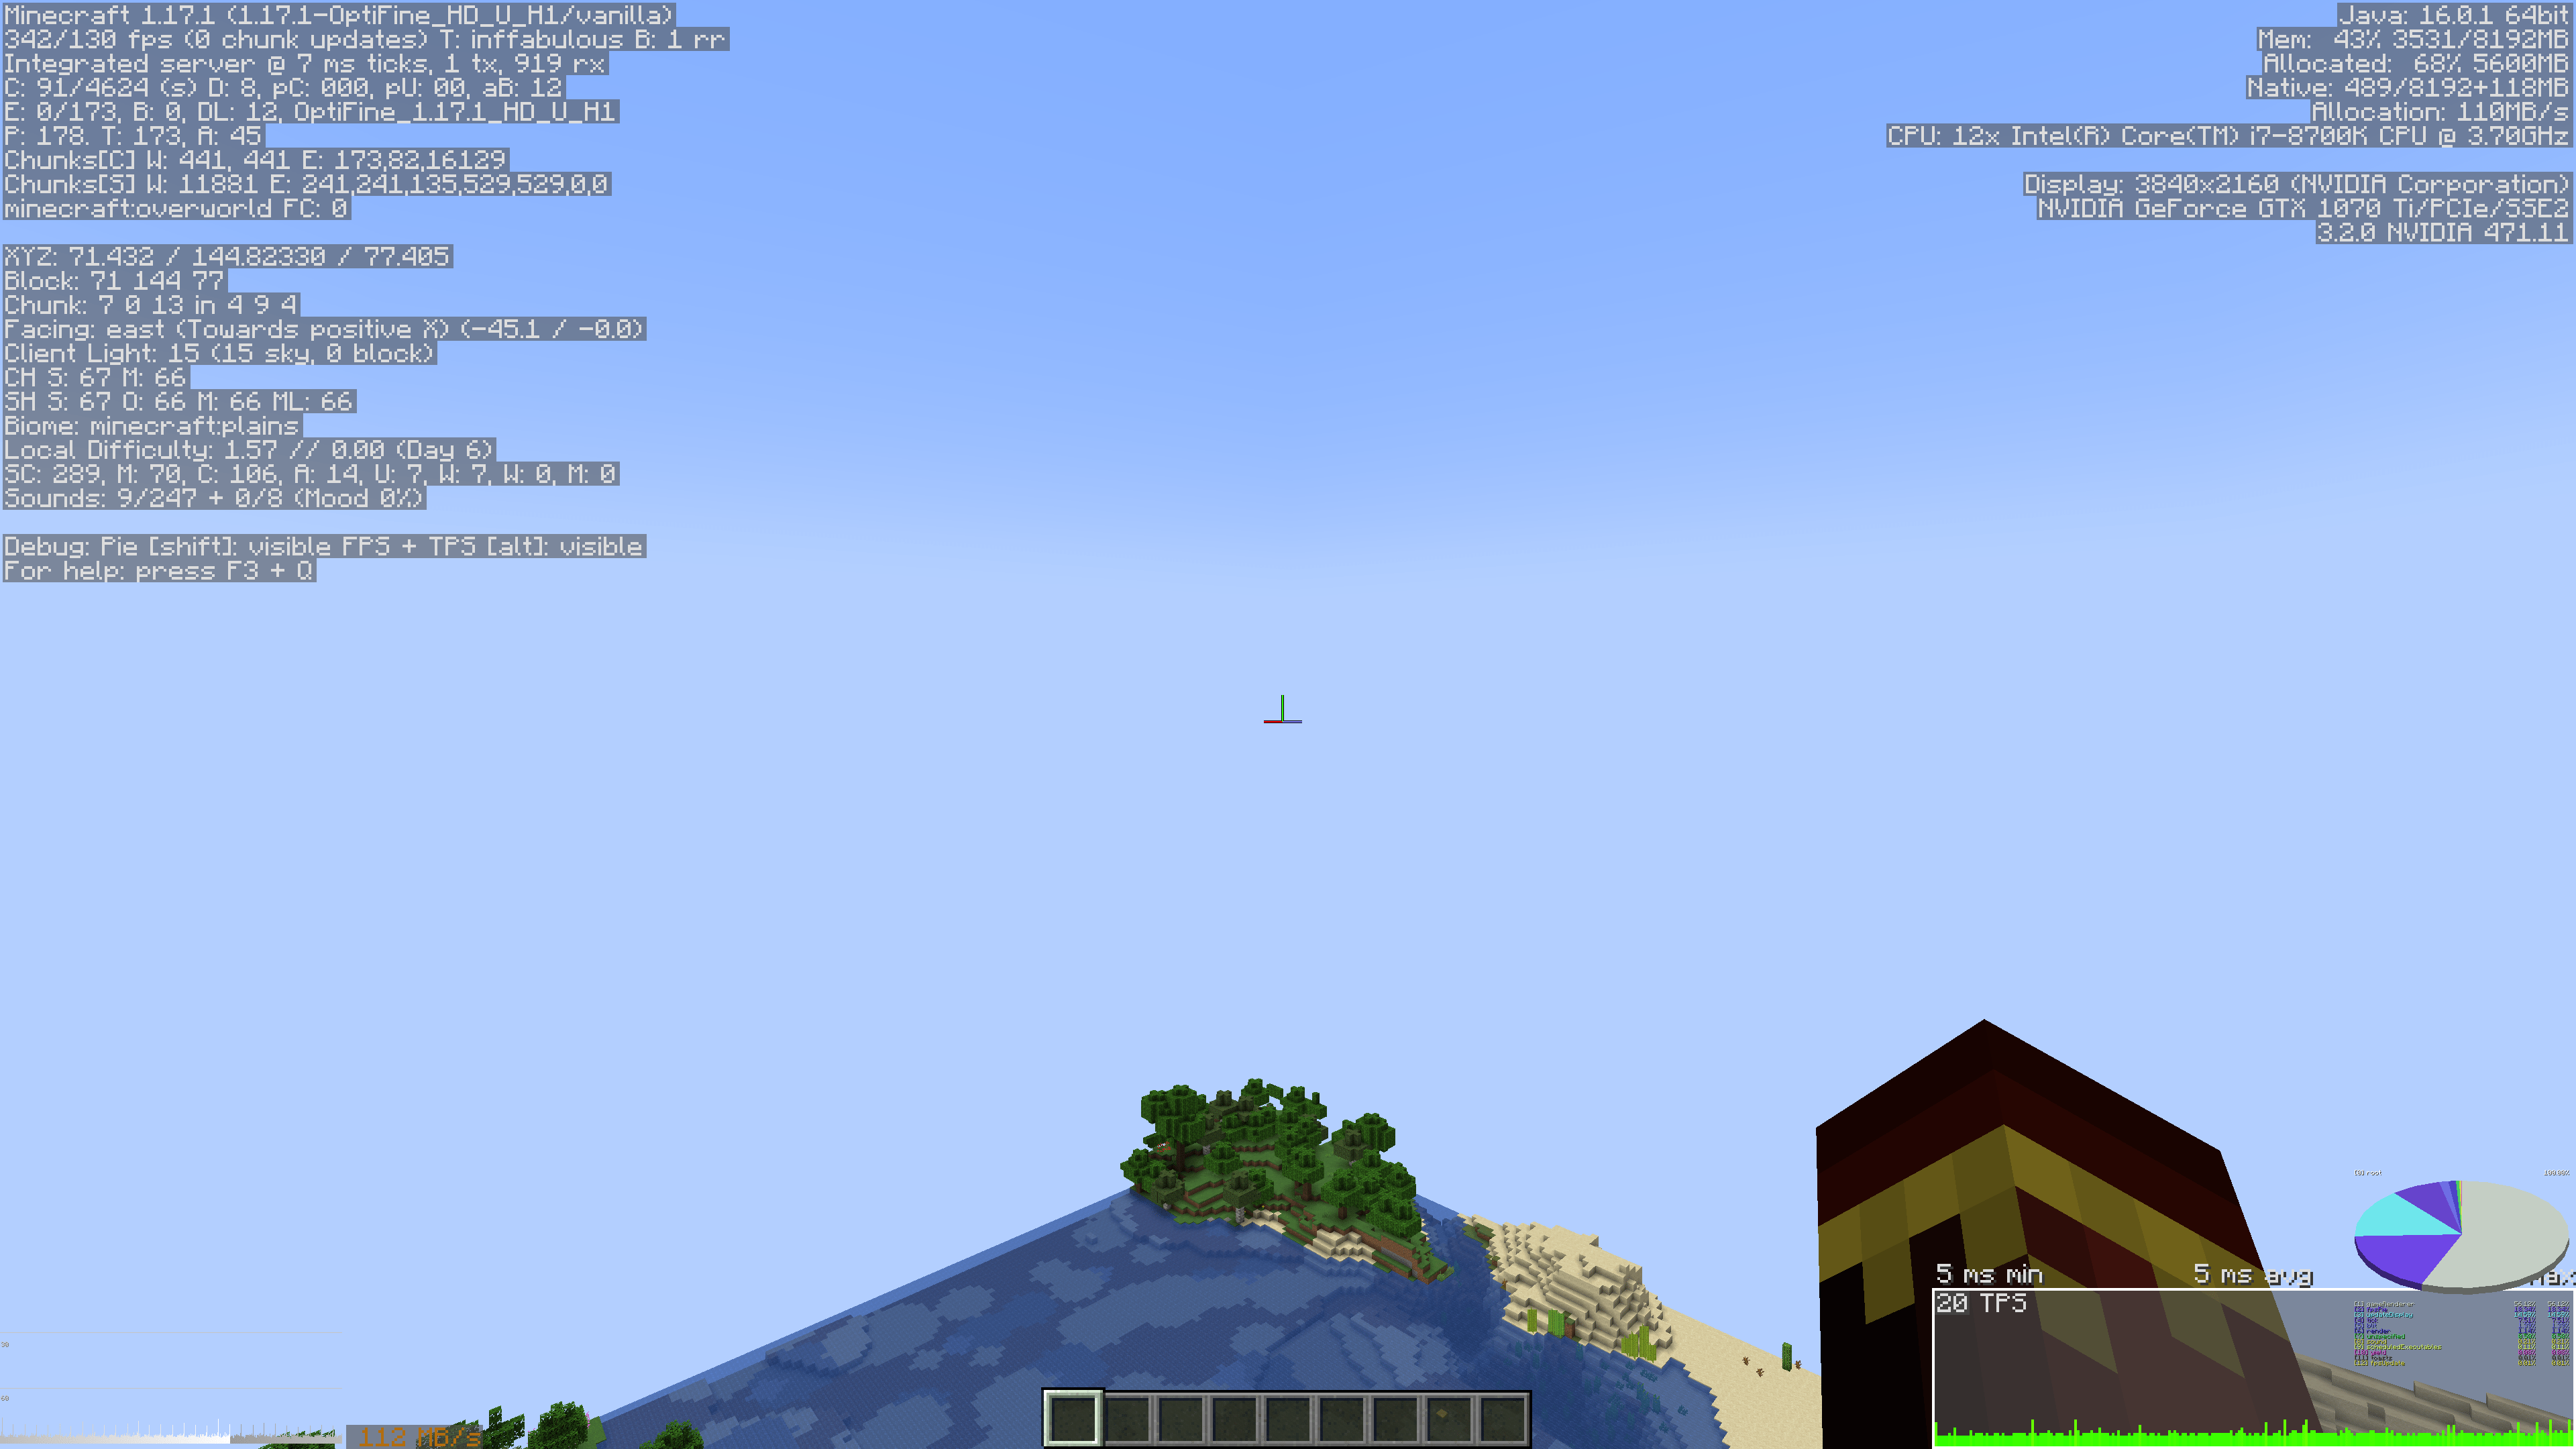 Minecraft 1.17.1 (1.17.1-OptiFine_HD_U_H1/vanilla)
342/130 fps (0 chunk updates) T: inffabulous B: 1 rr
Integrated server @ 7 ms ticks, 1 tx, 919 rx
C: 91/4624 (s) D: 8, pC: 000, pU: 00, aB: 12
E: 0/173, B: 0, DL: 12, OptiFine_1.17.1_HD_U_H1
P: 178. T: 173, A: 45
Chunks[C] W: 441, 441 E: 173,82,16129
Chunks[S] W: 11881 E: 241,241,135,529,529,0,0
minecraft:overworld FC: 0
XYZ: 71.432 / 144.82330 / 77.405
Block: 71 144 77
Chunk: 7 0 13 in 4 9 4
Facing: east (Towards positive X) (-45.1 / -0.0)
Client Light: 15 (15 sky, 0 block)
CH S: 67 M: 66
SH S: 67 O: 66 M: 66 ML: 66
Biome: minecraft:plains
Local Difficulty: 1.57 // 0.00 (Day 6)
SC: 289, M: 70, C: 106, A: 14, U: 7, W: 7, W: 0, M: 0
Sounds: 9/247 + 0/8 (Mood 0%)
Debug: Pie [shift]: visible FPS + TPS [alt]: visible
For help: press F3 + Q
Java: 16.0.1 64bit
Mem: 43% 3531/8192MB
Allocated: 68% 5600MB
Native: 489/8192+118MB
Allocation: 110MB/s
CPU: 12x Intel(R) Core(TM) i7-8700K CPU @ 3.70GHz
Display: 3840x2160 (NVIDIA Corporation)
NVIDIA GeForce GTX 1070 Ti/PCIe/SSE2
3.2.0 NVIDIA 471.11
[0] root 100.00%
5 ms min 5 ms avg
20 TPS
[1] gameRenderer
30
60
112 MB/s